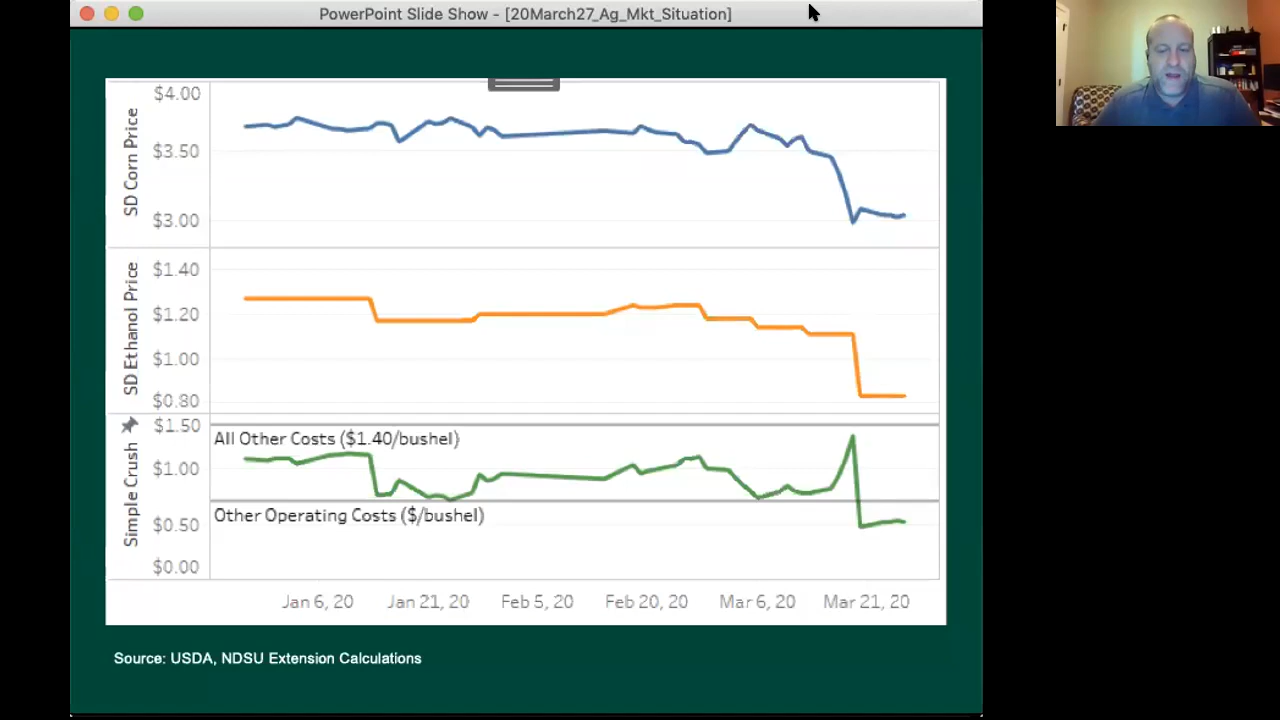 PowerPoint Slide Show - [20March27_Ag_Mkt_Situation]
SD Corn Price
$4.00
$3.50
$3.00
SD Ethanol Price
$1.40
$1.20
$1.00
$0.80
Simple Crush
$1.50
$1.00
$0.50
$0.00
All Other Costs ($1.40/bushel)
Other Operating Costs ($/bushel)
Jan 6, 20 Jan 21, 20 Feb 5, 20 Feb 20, 20 Mar 6, 20 Mar 21, 20
Source: USDA, NDSU Extension Calculations